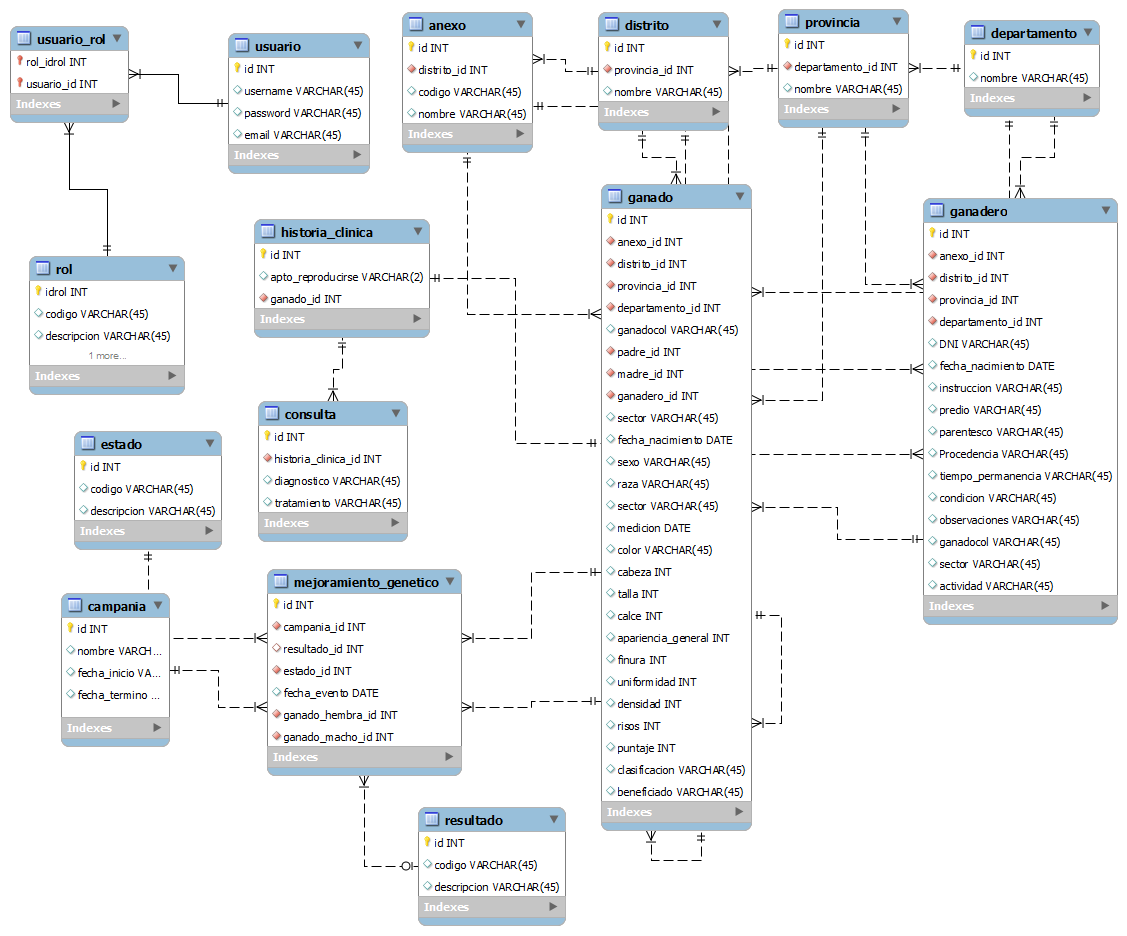 usuario_rol
rol_idrol INT
usuario_id INT
Indexes
usuario
id INT
username VARCHAR(45)
password VARCHAR(45)
email VARCHAR(45)
Indexes
anexo
id INT
distrito_id INT
codigo VARCHAR(45)
nombre VARCHAR(45)
Indexes
distrito
id INT
provincia_id INT
nombre VARCHAR(45)
Indexes
provincia
id INT
departamento_id INT
nombre VARCHAR(45)
Indexes
departamento
id INT
nombre VARCHAR(45)
Indexes
rol
idrol INT
codigo VARCHAR(45)
descripcion VARCHAR(45)
1 more...
Indexes
historia_clinica
id INT
apto_reproducirse VARCHAR(2)
ganado_id INT
Indexes
consulta
id INT
historia_clinica_id INT
diagnostico VARCHAR(45)
tratamiento VARCHAR(45)
Indexes
ganado
id INT
anexo_id INT
distrito_id INT
provincia_id INT
departamento_id INT
ganadocol VARCHAR(45)
padre_id INT
madre_id INT
ganadero_id INT
sector VARCHAR(45)
fecha_nacimiento DATE
sexo VARCHAR(45)
raza VARCHAR(45)
sector VARCHAR(45)
medicion DATE
color VARCHAR(45)
cabeza INT
talla INT
calce INT
apariencia_general INT
finura INT
uniformidad INT
densidad INT
risos INT
puntaje INT
clasificacion VARCHAR(45)
beneficiado VARCHAR(45)
Indexes
ganadero
id INT
anexo_id INT
distrito_id INT
provincia_id INT
departamento_id INT
DNI VARCHAR(45)
fecha_nacimiento DATE
instruccion VARCHAR(45)
predio VARCHAR(45)
parentesco VARCHAR(45)
Procedencia VARCHAR(45)
tiempo_permanencia VARCHAR(45)
condicion VARCHAR(45)
observaciones VARCHAR(45)
ganadocol VARCHAR(45)
sector VARCHAR(45)
actividad VARCHAR(45)
Indexes
estado
id INT
codigo VARCHAR(45)
descripcion VARCHAR(45)
Indexes
campania
id INT
nombre VARCH...
fecha_inicio VA...
fecha_termino ...
Indexes
mejoramiento_genetico
id INT
campania_id INT
resultado_id INT
estado_id INT
fecha_evento DATE
ganado_hembra_id INT
ganado_macho_id INT
Indexes
resultado
id INT
codigo VARCHAR(45)
descripcion VARCHAR(45)
Indexes